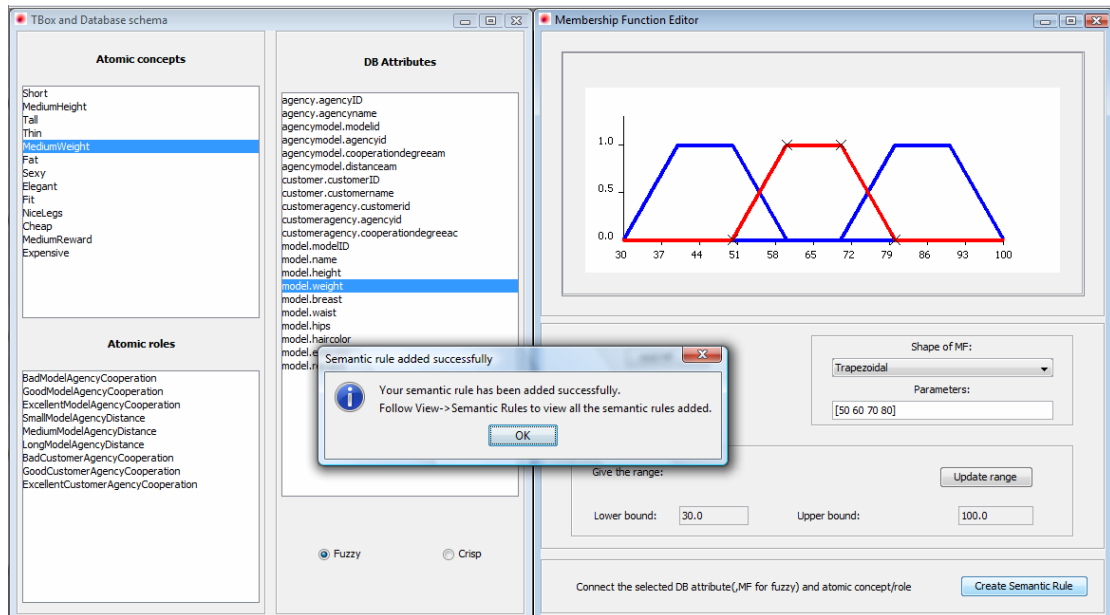 TBox and Database schema
Atomic concepts
Short
MediumHeight
Tall
Thin
MediumWeight
Fat
Sexy
Elegant
Fit
NiceLegs
Cheap
MediumReward
Expensive
Atomic roles
BadModelAgencyCooperation
GoodModelAgencyCooperation
ExcellentModelAgencyCooperation
SmallModelAgencyDistance
MediumModelAgencyDistance
LongModelAgencyDistance
BadCustomerAgencyCooperation
GoodCustomerAgencyCooperation
ExcellentCustomerAgencyCooperation
DB Attributes
agency.agencyID
agency.agencyname
agencymodel.modelid
agencymodel.agencyid
agencymodel.cooperationdegreeam
agencymodel.distanceam
customer.customerID
customer.customername
customeragency.customerid
customeragency.agencyid
customeragency.cooperationdegreeac
model.modelID
model.name
model.height
model.weight
model.breast
model.waist
model.hips
model.haircolor
Fuzzy
Crisp
Semantic rule added successfully
Your semantic rule has been added successfully.
Follow View->Semantic Rules to view all the semantic rules added.
OK
Membership Function Editor
1.0
0.5
0.0
30 37 44 51 58 65 72 79 86 93 100
Shape of MF:
Trapezoidal
Parameters:
[50 60 70 80]
Give the range:
Update range
Lower bound: 30.0 Upper bound: 100.0
Connect the selected DB attribute(,MF for fuzzy) and atomic concept/role
Create Semantic Rule